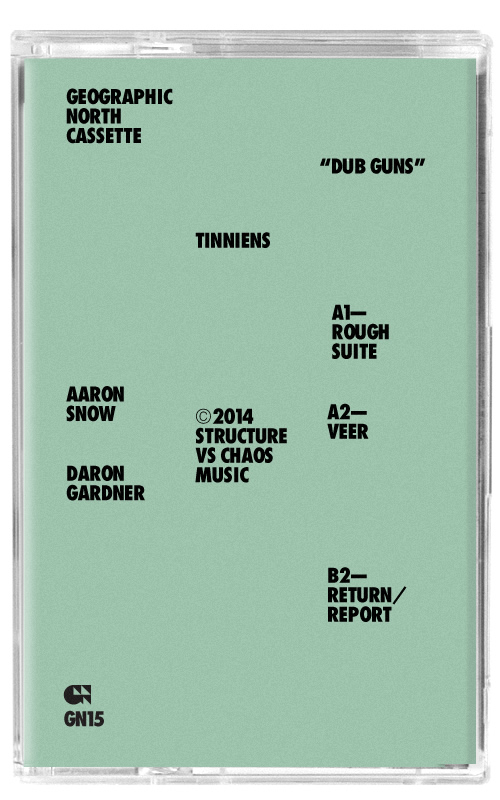 GEOGRAPHIC
NORTH
CASSETTE
“DUB GUNS”
TINNIENS
A1—
ROUGH
SUITE
AARON
SNOW
©2014
STRUCTURE
VS CHAOS
MUSIC
A2—
VEER
DARON
GARDNER
B2—
RETURN/
REPORT
GN
GN15